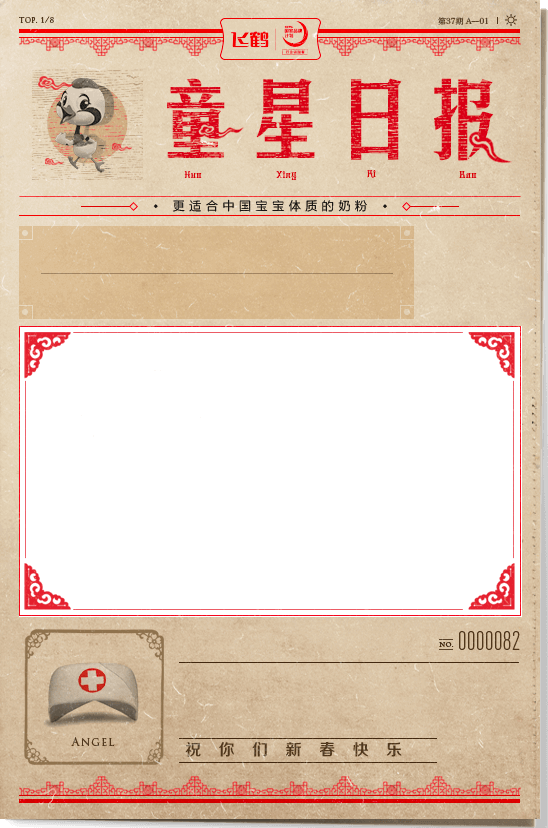 TOP. 1/8
第37期 A—01
飞鹤
童星日报
Xing
Ri
更适合中国宝宝体质的奶粉
NO. 0000082
ANGEL
祝你们新春快乐